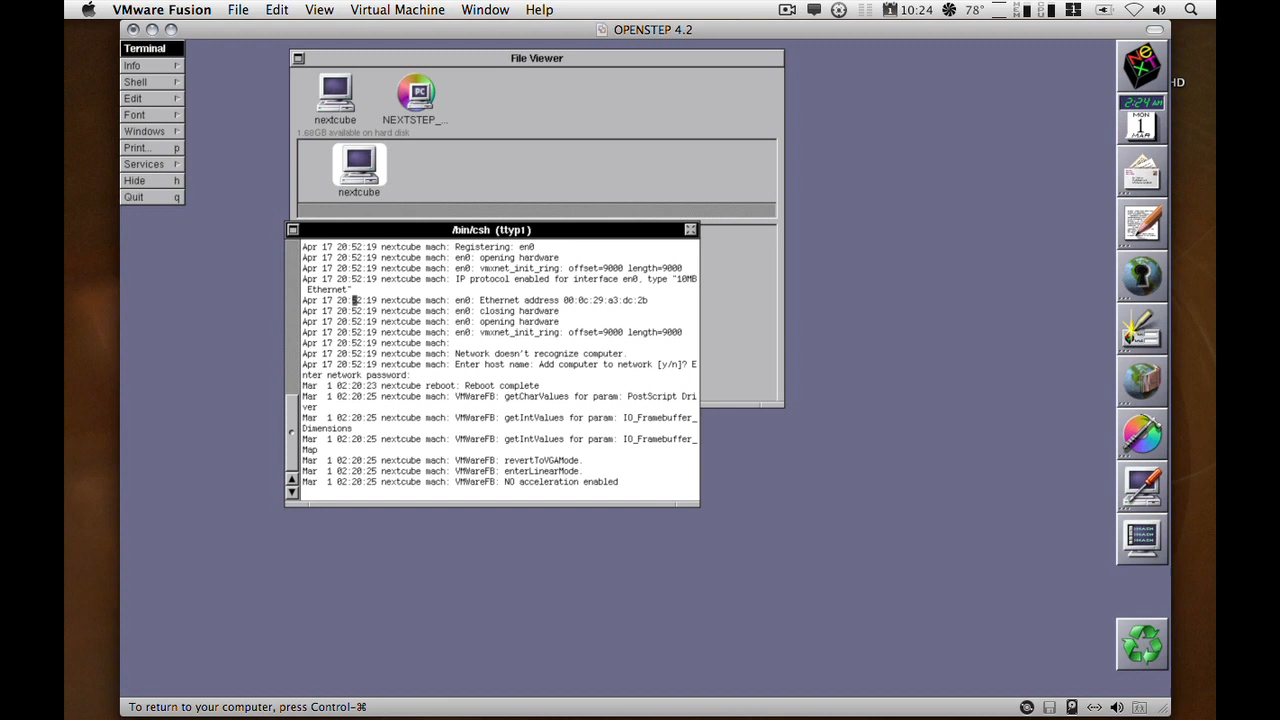 VMware Fusion File Edit View Virtual Machine Window Help 10:24 78°
OPENSTEP 4.2
Terminal
Info
Shell
Edit
Font
Windows
Print... p
Services
Hide h
Quit q
File Viewer
nextcube NEXTSTEP_...
1.68GB available on hard disk
nextcube
/bin/csh (ttyp1)
Apr 17 20:52:19 nextcube mach: Registering: en0
Apr 17 20:52:19 nextcube mach: en0: opening hardware
Apr 17 20:52:19 nextcube mach: en0: vmxnet_init_ring: offset=9000 length=9000
Apr 17 20:52:19 nextcube mach: IP protocol enabled for interface en0, type "10MB
Ethernet"
Apr 17 20:52:19 nextcube mach: en0: Ethernet address 00:0c:29:a3:dc:2b
Apr 17 20:52:19 nextcube mach: en0: closing hardware
Apr 17 20:52:19 nextcube mach: en0: opening hardware
Apr 17 20:52:19 nextcube mach: en0: vmxnet_init_ring: offset=9000 length=9000
Apr 17 20:52:19 nextcube mach:
Apr 17 20:52:19 nextcube mach: Network doesn't recognize computer.
Apr 17 20:52:19 nextcube mach: Enter host name: Add computer to network [y/n]? E
nter network password:
Mar 1 02:20:23 nextcube reboot: Reboot complete
Mar 1 02:20:25 nextcube mach: VMWareFB: getCharValues for param: PostScript Dri
ver
Mar 1 02:20:25 nextcube mach: VMWareFB: getIntValues for param: IO_Framebuffer_
Dimensions
Mar 1 02:20:25 nextcube mach: VMWareFB: getIntValues for param: IO_Framebuffer_
Map
Mar 1 02:20:25 nextcube mach: VMWareFB: revertToVGAMode.
Mar 1 02:20:25 nextcube mach: VMWareFB: enterLinearMode.
Mar 1 02:20:25 nextcube mach: VMWareFB: NO acceleration enabled
NeXT
HD
2:24 AM
MON
1
MAR
PC
To return to your computer, press Control-⌘